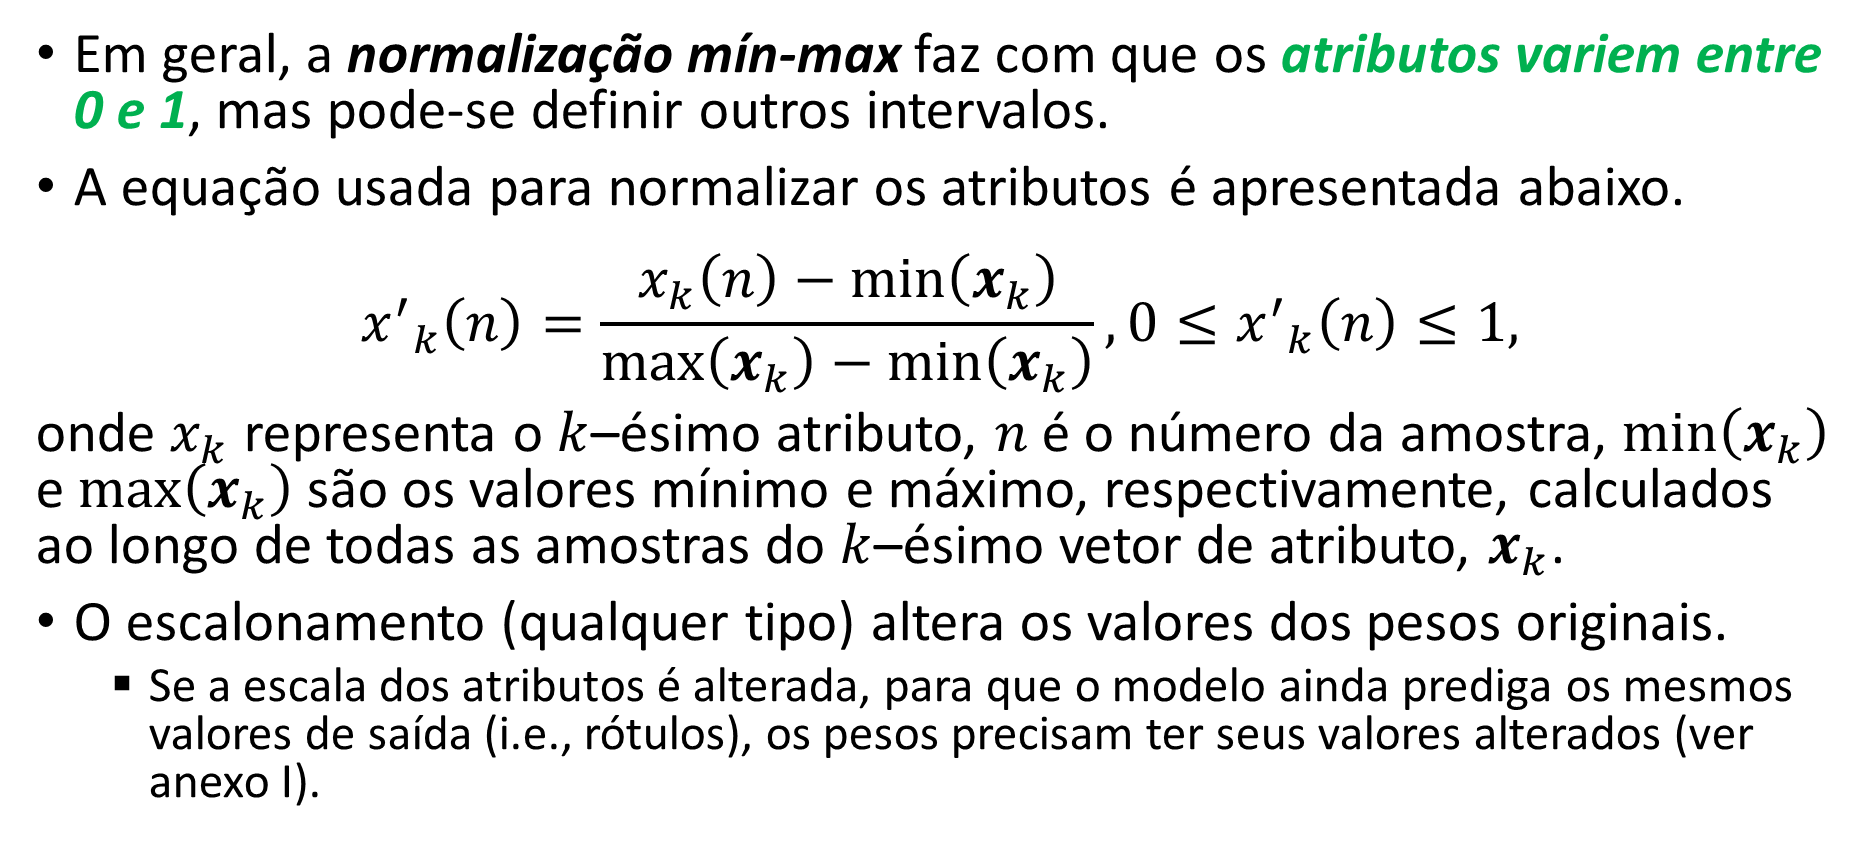 • Em geral, a normalização mín-max faz com que os atributos variem entre
0 e 1, mas pode-se definir outros intervalos.
• A equação usada para normalizar os atributos é apresentada abaixo.
x′ₖ(n) = (xₖ(n) − min(𝒙ₖ)) / (max(𝒙ₖ) − min(𝒙ₖ)), 0 ≤ x′ₖ(n) ≤ 1,
onde xₖ representa o k–ésimo atributo, n é o número da amostra, min(𝒙ₖ)
e max(𝒙ₖ) são os valores mínimo e máximo, respectivamente, calculados
ao longo de todas as amostras do k–ésimo vetor de atributo, 𝒙ₖ.
• O escalonamento (qualquer tipo) altera os valores dos pesos originais.
▪ Se a escala dos atributos é alterada, para que o modelo ainda prediga os mesmos
valores de saída (i.e., rótulos), os pesos precisam ter seus valores alterados (ver
anexo I).